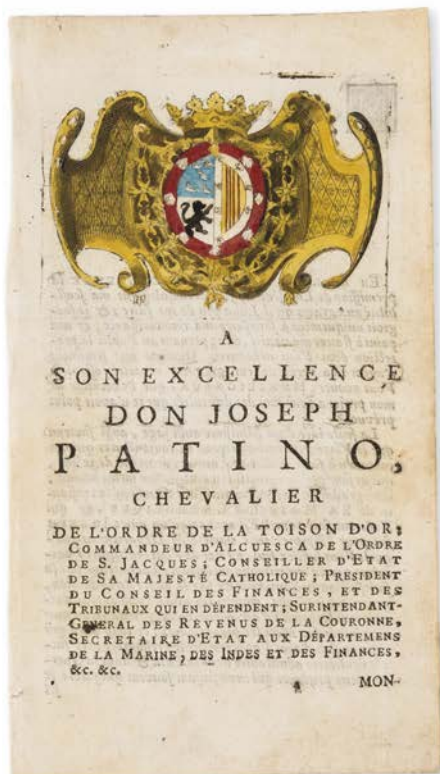 A
SON EXCELLENCE
DON JOSEPH
PATINO,
CHEVALIER
DE L'ORDRE DE LA TOISON D'OR;
COMMANDEUR D'ALCUESCA DE L'ORDRE
DE S. JACQUES; CONSEILLER D'ETAT
DE SA MAJESTÉ CATHOLIQUE; PRESIDENT
DU CONSEIL DES FINANCES, ET DES
TRIBUNAUX QUI EN DÉPENDENT; SURINTENDANT-
GENERAL DES REVENUS DE LA COURONNE,
SECRETAIRE D'ETAT AUX DÉPARTEMENS
DE LA MARINE, DES INDES ET DES FINANCES,
&c. &c.
MON-